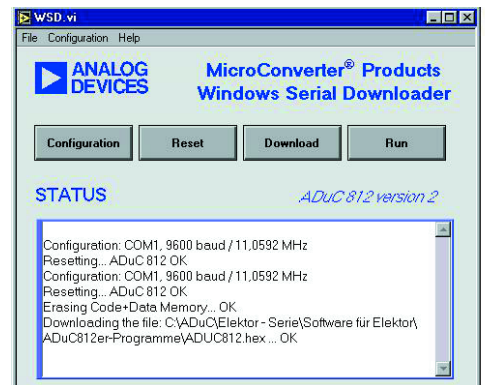 WSD.vi
File Configuration Help
ANALOG
DEVICES
MicroConverter® Products
Windows Serial Downloader
Configuration Reset Download Run
STATUS
ADuC 812 version 2
Configuration: COM1, 9600 baud / 11,0592 MHz
Resetting... ADuC 812 OK
Configuration: COM1, 9600 baud / 11,0592 MHz
Resetting... ADuC 812 OK
Erasing Code+Data Memory... OK
Downloading the file: C:\ADuC\Elektor - Serie\Software für Elektor\
ADuC812er-Programme\ADUC812.hex ... OK